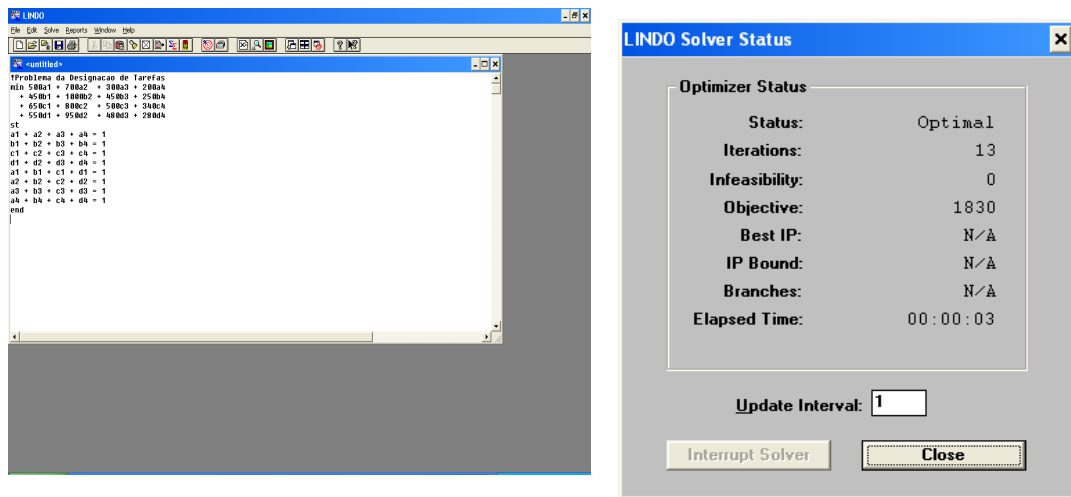 LINDO
File Edit Solve Reports Window Help
<untitled>
!Problema da Designacao de Tarefas
min 500a1 + 700a2 + 300a3 + 200a4
+ 450b1 + 1000b2 + 450b3 + 250b4
+ 650c1 + 800c2 + 500c3 + 340c4
+ 550d1 + 950d2 + 480d3 + 280d4
st
a1 + a2 + a3 + a4 = 1
b1 + b2 + b3 + b4 = 1
c1 + c2 + c3 + c4 = 1
d1 + d2 + d3 + d4 = 1
a1 + b1 + c1 + d1 = 1
a2 + b2 + c2 + d2 = 1
a3 + b3 + c3 + d3 = 1
a4 + b4 + c4 + d4 = 1
end
LINDO Solver Status
Optimizer Status
Status: Optimal
Iterations: 13
Infeasibility: 0
Objective: 1830
Best IP: N/A
IP Bound: N/A
Branches: N/A
Elapsed Time: 00:00:03
Update Interval: 1
Interrupt Solver Close